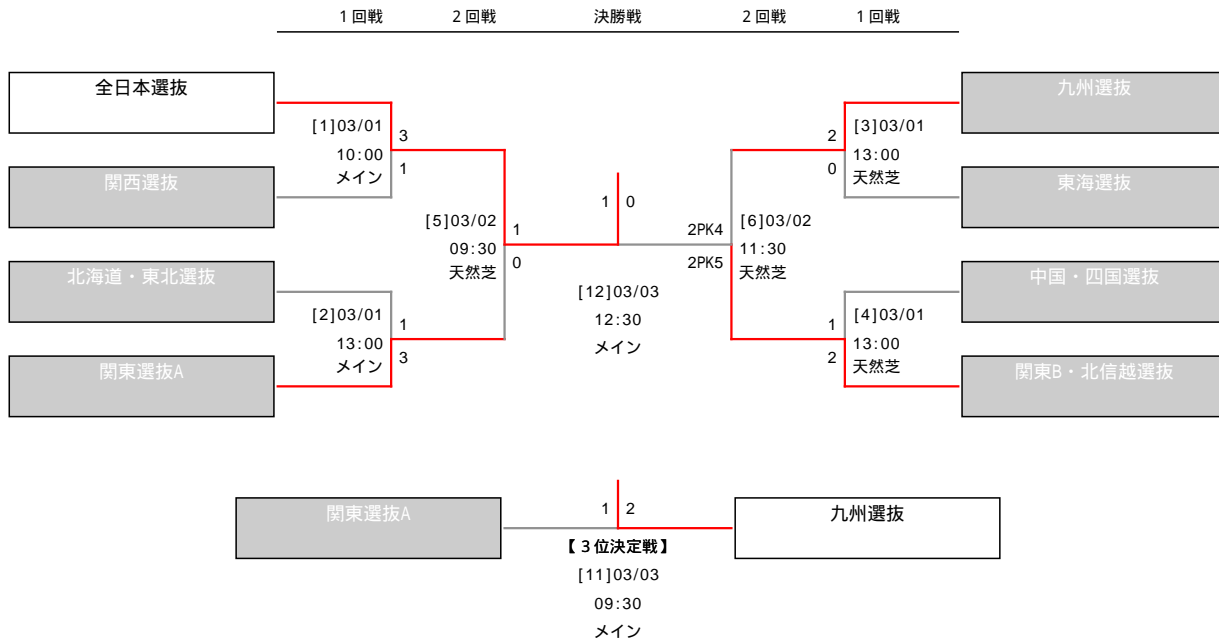 1回戦 2回戦 決勝戦 2回戦 1回戦
全日本選抜
九州選抜
[1]03/01
10:00
メイン
3
1
2
0
[3]03/01
13:00
天然芝
関西選抜
東海選抜
[5]03/02
09:30
天然芝
1
0
1 0
2PK4
2PK5
[6]03/02
11:30
天然芝
北海道・東北選抜
中国・四国選抜
[12]03/03
12:30
メイン
[2]03/01
13:00
メイン
1
3
1
2
[4]03/01
13:00
天然芝
関東選抜A
関東B・北信越選抜
関東選抜A
1 2
九州選抜
【3位決定戦】
[11]03/03
09:30
メイン